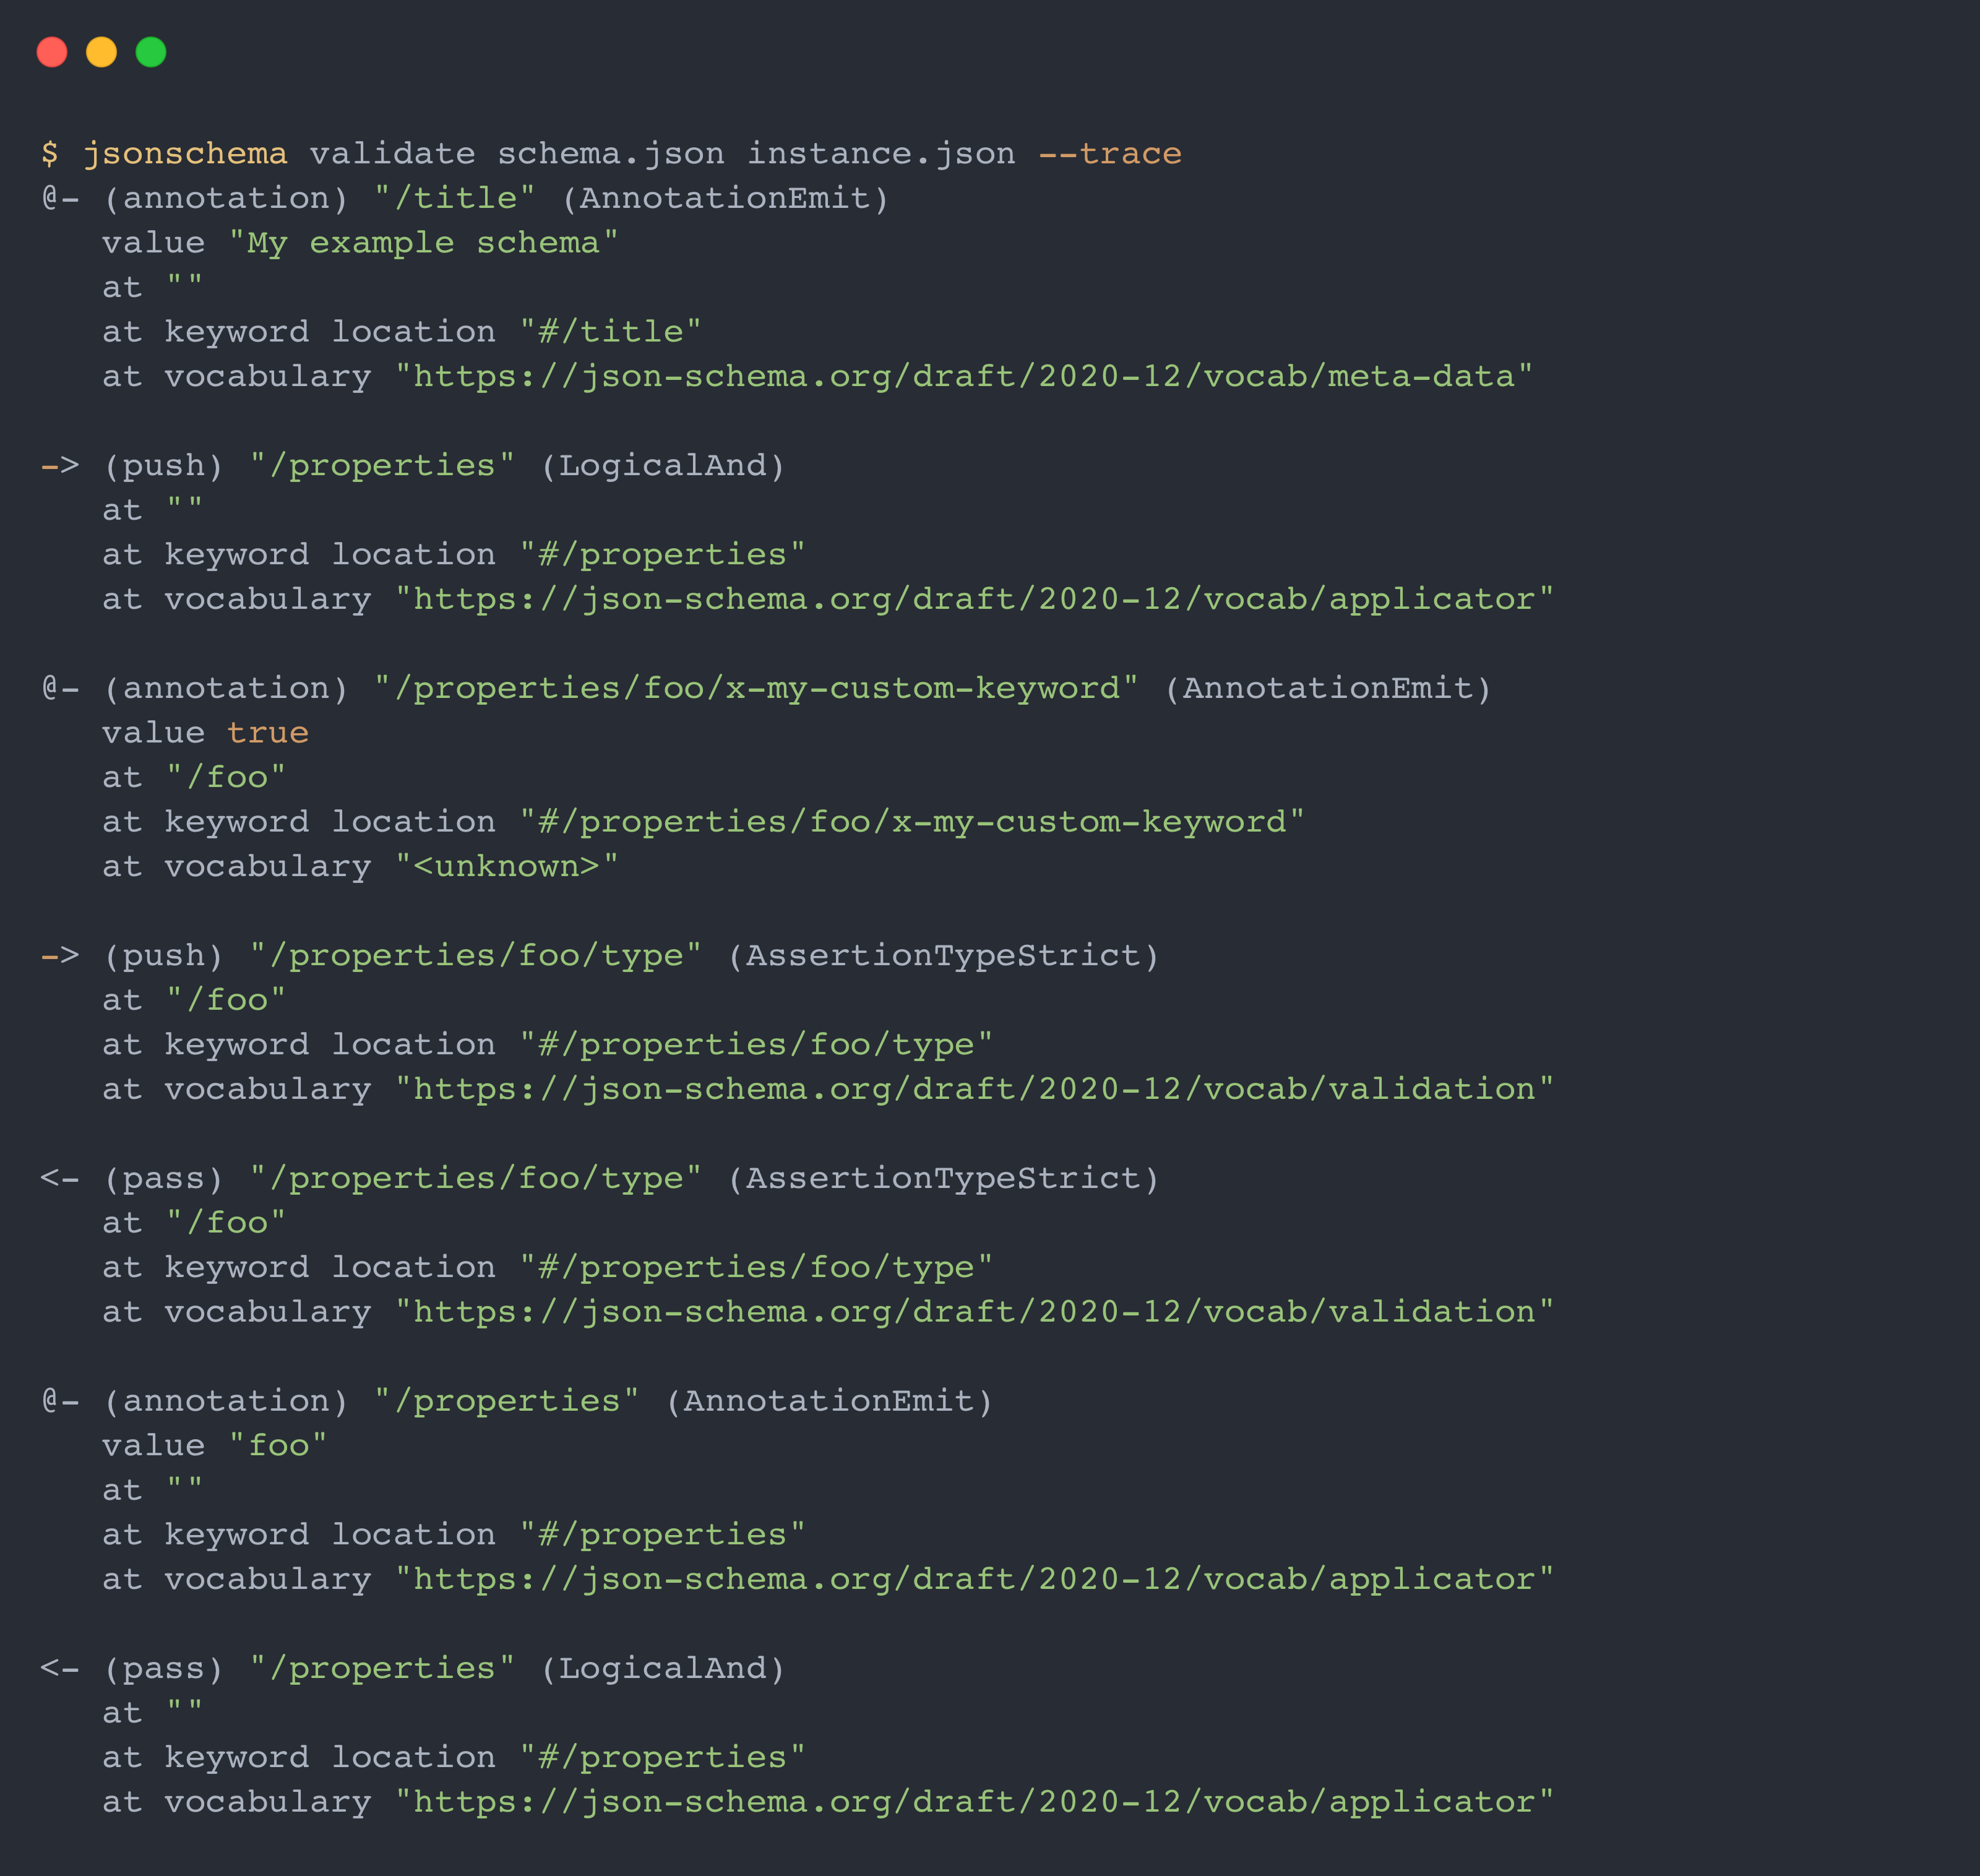 $ jsonschema validate schema.json instance.json --trace
@- (annotation) "/title" (AnnotationEmit)
   value "My example schema"
   at ""
   at keyword location "#/title"
   at vocabulary "https://json-schema.org/draft/2020-12/vocab/meta-data"

-> (push) "/properties" (LogicalAnd)
   at ""
   at keyword location "#/properties"
   at vocabulary "https://json-schema.org/draft/2020-12/vocab/applicator"

@- (annotation) "/properties/foo/x-my-custom-keyword" (AnnotationEmit)
   value true
   at "/foo"
   at keyword location "#/properties/foo/x-my-custom-keyword"
   at vocabulary "<unknown>"

-> (push) "/properties/foo/type" (AssertionTypeStrict)
   at "/foo"
   at keyword location "#/properties/foo/type"
   at vocabulary "https://json-schema.org/draft/2020-12/vocab/validation"

<- (pass) "/properties/foo/type" (AssertionTypeStrict)
   at "/foo"
   at keyword location "#/properties/foo/type"
   at vocabulary "https://json-schema.org/draft/2020-12/vocab/validation"

@- (annotation) "/properties" (AnnotationEmit)
   value "foo"
   at ""
   at keyword location "#/properties"
   at vocabulary "https://json-schema.org/draft/2020-12/vocab/applicator"

<- (pass) "/properties" (LogicalAnd)
   at ""
   at keyword location "#/properties"
   at vocabulary "https://json-schema.org/draft/2020-12/vocab/applicator"